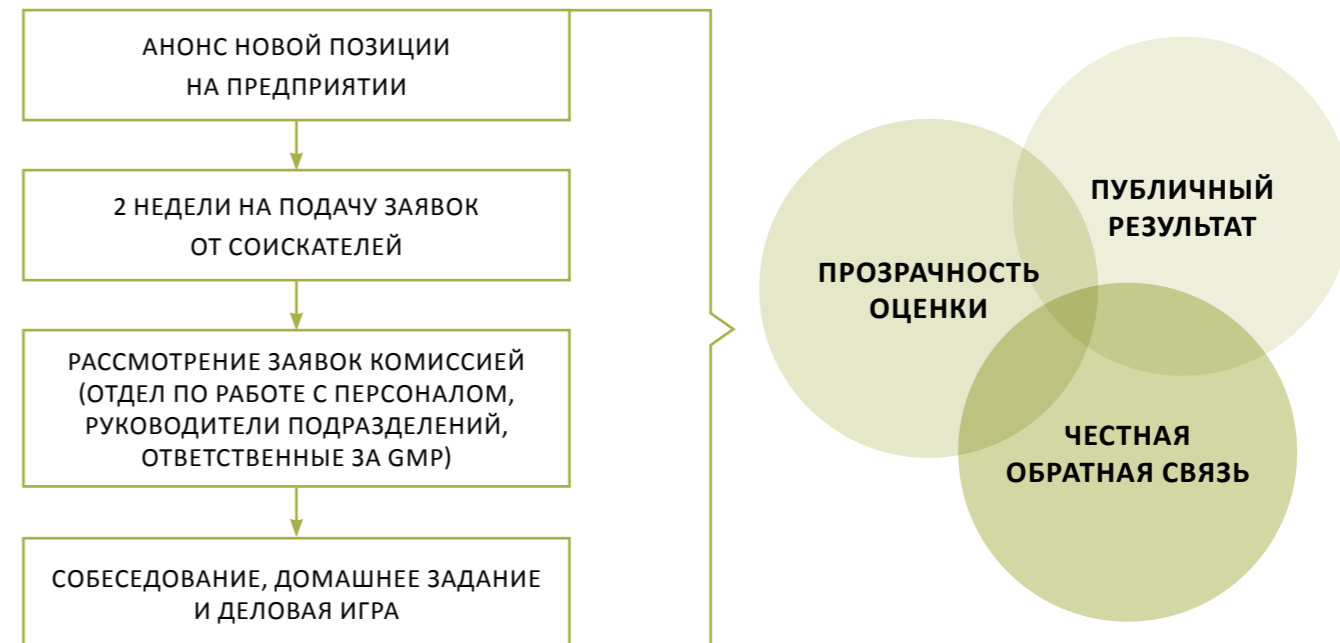 АНОНС НОВОЙ ПОЗИЦИИ
НА ПРЕДПРИЯТИИ
2 НЕДЕЛИ НА ПОДАЧУ ЗАЯВОК
ОТ СОИСКАТЕЛЕЙ
РАССМОТРЕНИЕ ЗАЯВОК КОМИССИЕЙ
(ОТДЕЛ ПО РАБОТЕ С ПЕРСОНАЛОМ,
РУКОВОДИТЕЛИ ПОДРАЗДЕЛЕНИЙ,
ОТВЕТСТВЕННЫЕ ЗА GMP)
СОБЕСЕДОВАНИЕ, ДОМАШНЕЕ ЗАДАНИЕ
И ДЕЛОВАЯ ИГРА
ПРОЗРАЧНОСТЬ
ОЦЕНКИ
ПУБЛИЧНЫЙ
РЕЗУЛЬТАТ
ЧЕСТНАЯ
ОБРАТНАЯ СВЯЗЬ